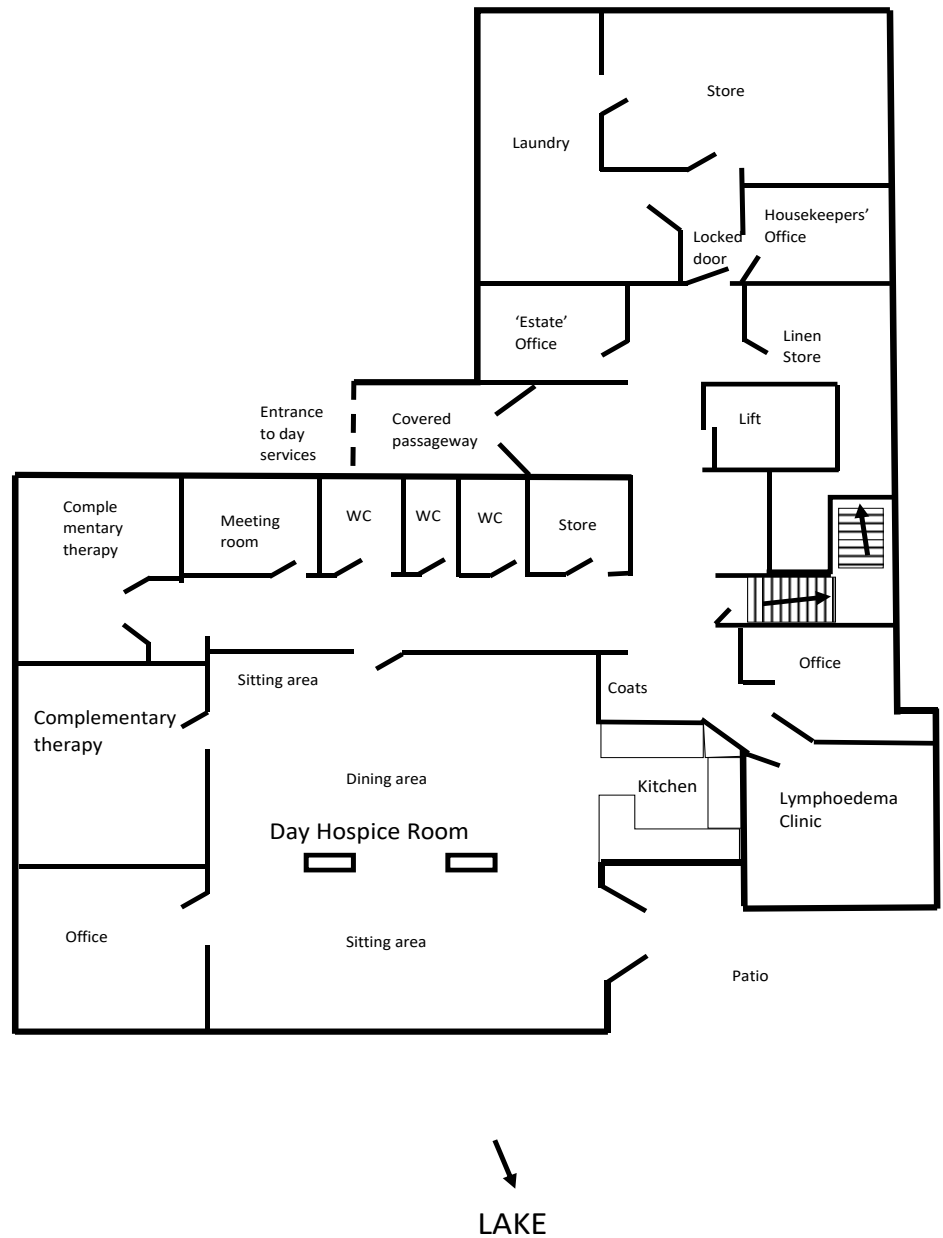 Store
Laundry
Housekeepers'
Office
Locked
door
'Estate'
Office
Linen
Store
Entrance
to day
services
Covered
passageway
Lift
Comple
mentary
therapy
Meeting
room
WC
WC
WC
Store
Sitting area
Coats
Office
Complementary
therapy
Dining area
Kitchen
Lymphoedema
Clinic
Day Hospice Room
Office
Sitting area
Patio
LAKE